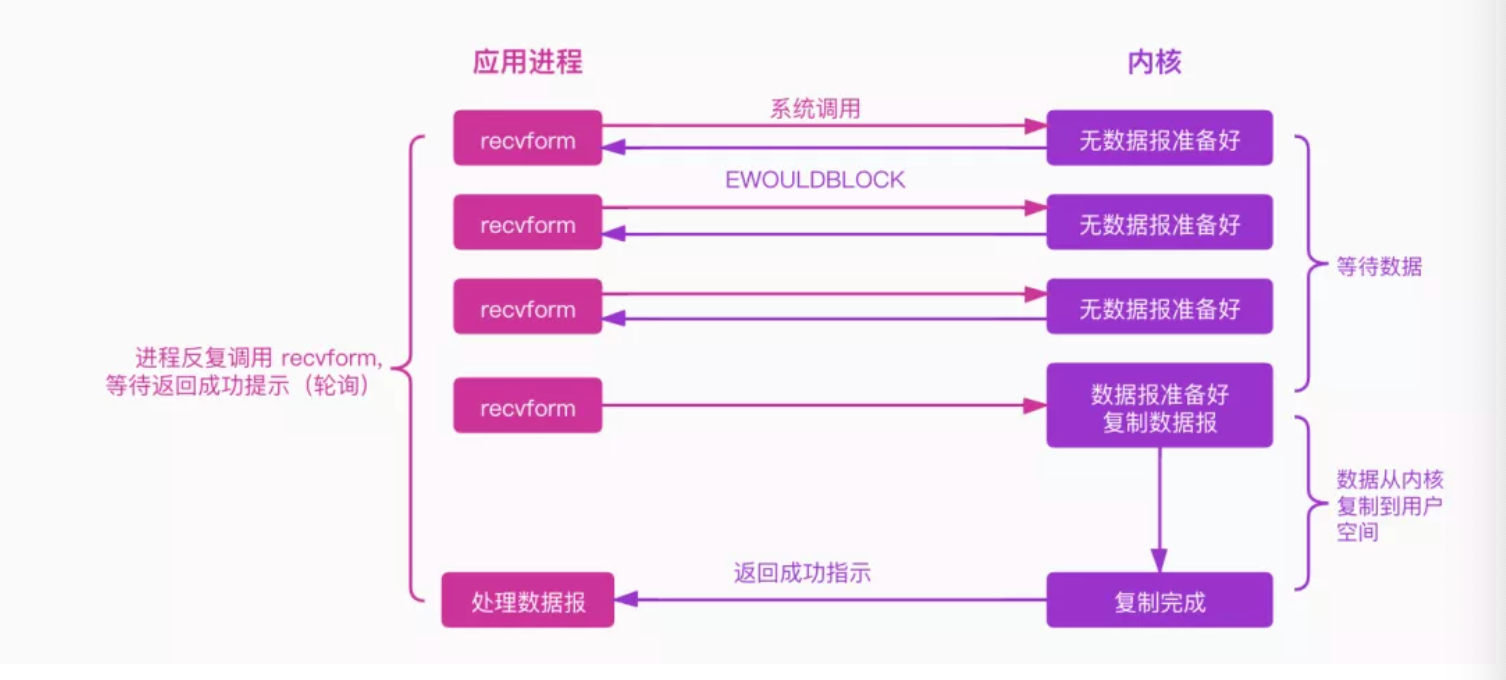 应用进程
内核
系统调用
recvform
无数据报准备好
EWOULDBLOCK
recvform
无数据报准备好
等待数据
recvform
无数据报准备好
进程反复调用 recvform,
等待返回成功提示（轮询）
recvform
数据报准备好
复制数据报
数据从内核
复制到用户
空间
返回成功指示
处理数据报
复制完成